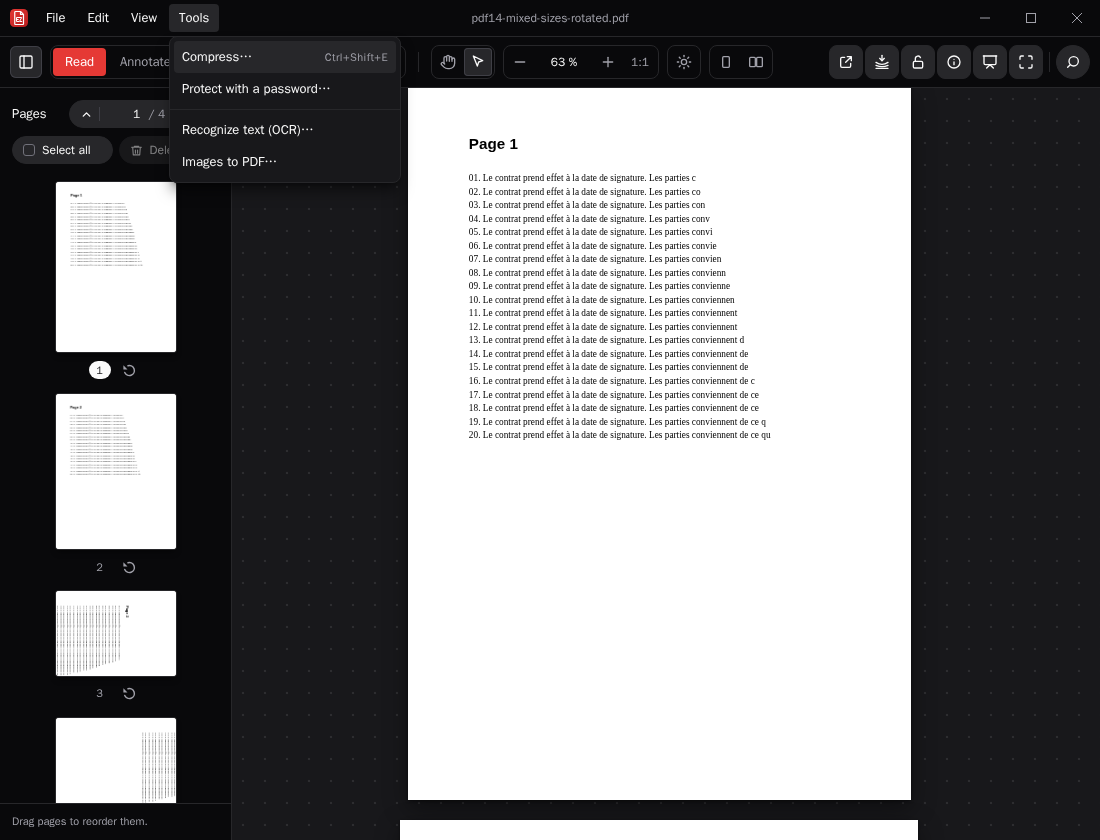 File Edit View Tools pdf14-mixed-sizes-rotated.pdf
Read Annotate 63 % 1:1
Compress··· Ctrl+Shift+E
Protect with a password···
Recognize text (OCR)···
Images to PDF···
Pages 1 / 4
Select all
Page 1
1
Page 2
2
3
Drag pages to reorder them.
Page 1
01. Le contrat prend effet à la date de signature. Les parties c
02. Le contrat prend effet à la date de signature. Les parties co
03. Le contrat prend effet à la date de signature. Les parties con
04. Le contrat prend effet à la date de signature. Les parties conv
05. Le contrat prend effet à la date de signature. Les parties convi
06. Le contrat prend effet à la date de signature. Les parties convie
07. Le contrat prend effet à la date de signature. Les parties convien
08. Le contrat prend effet à la date de signature. Les parties convienn
09. Le contrat prend effet à la date de signature. Les parties convienne
10. Le contrat prend effet à la date de signature. Les parties conviennen
11. Le contrat prend effet à la date de signature. Les parties conviennent
12. Le contrat prend effet à la date de signature. Les parties conviennent
13. Le contrat prend effet à la date de signature. Les parties conviennent d
14. Le contrat prend effet à la date de signature. Les parties conviennent de
15. Le contrat prend effet à la date de signature. Les parties conviennent de
16. Le contrat prend effet à la date de signature. Les parties conviennent de c
17. Le contrat prend effet à la date de signature. Les parties conviennent de ce
18. Le contrat prend effet à la date de signature. Les parties conviennent de ce
19. Le contrat prend effet à la date de signature. Les parties conviennent de ce q
20. Le contrat prend effet à la date de signature. Les parties conviennent de ce qu